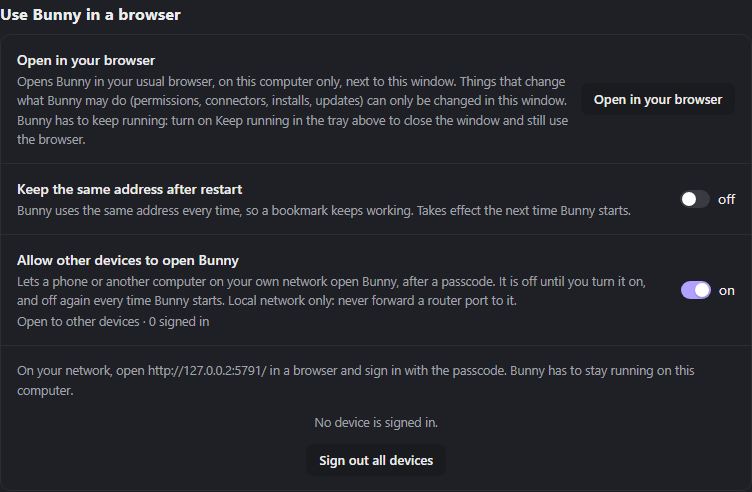 Use Bunny in a browser
Open in your browser
Opens Bunny in your usual browser, on this computer only, next to this window. Things that change
what Bunny may do (permissions, connectors, installs, updates) can only be changed in this window.
Bunny has to keep running: turn on Keep running in the tray above to close the window and still use
the browser.
Open in your browser
Keep the same address after restart
Bunny uses the same address every time, so a bookmark keeps working. Takes effect the next time Bunny starts.
off
Allow other devices to open Bunny
Lets a phone or another computer on your own network open Bunny, after a passcode. It is off until you turn it on,
and off again every time Bunny starts. Local network only: never forward a router port to it.
Open to other devices · 0 signed in
on
On your network, open http://127.0.0.2:5791/ in a browser and sign in with the passcode. Bunny has to stay running on this
computer.
No device is signed in.
Sign out all devices